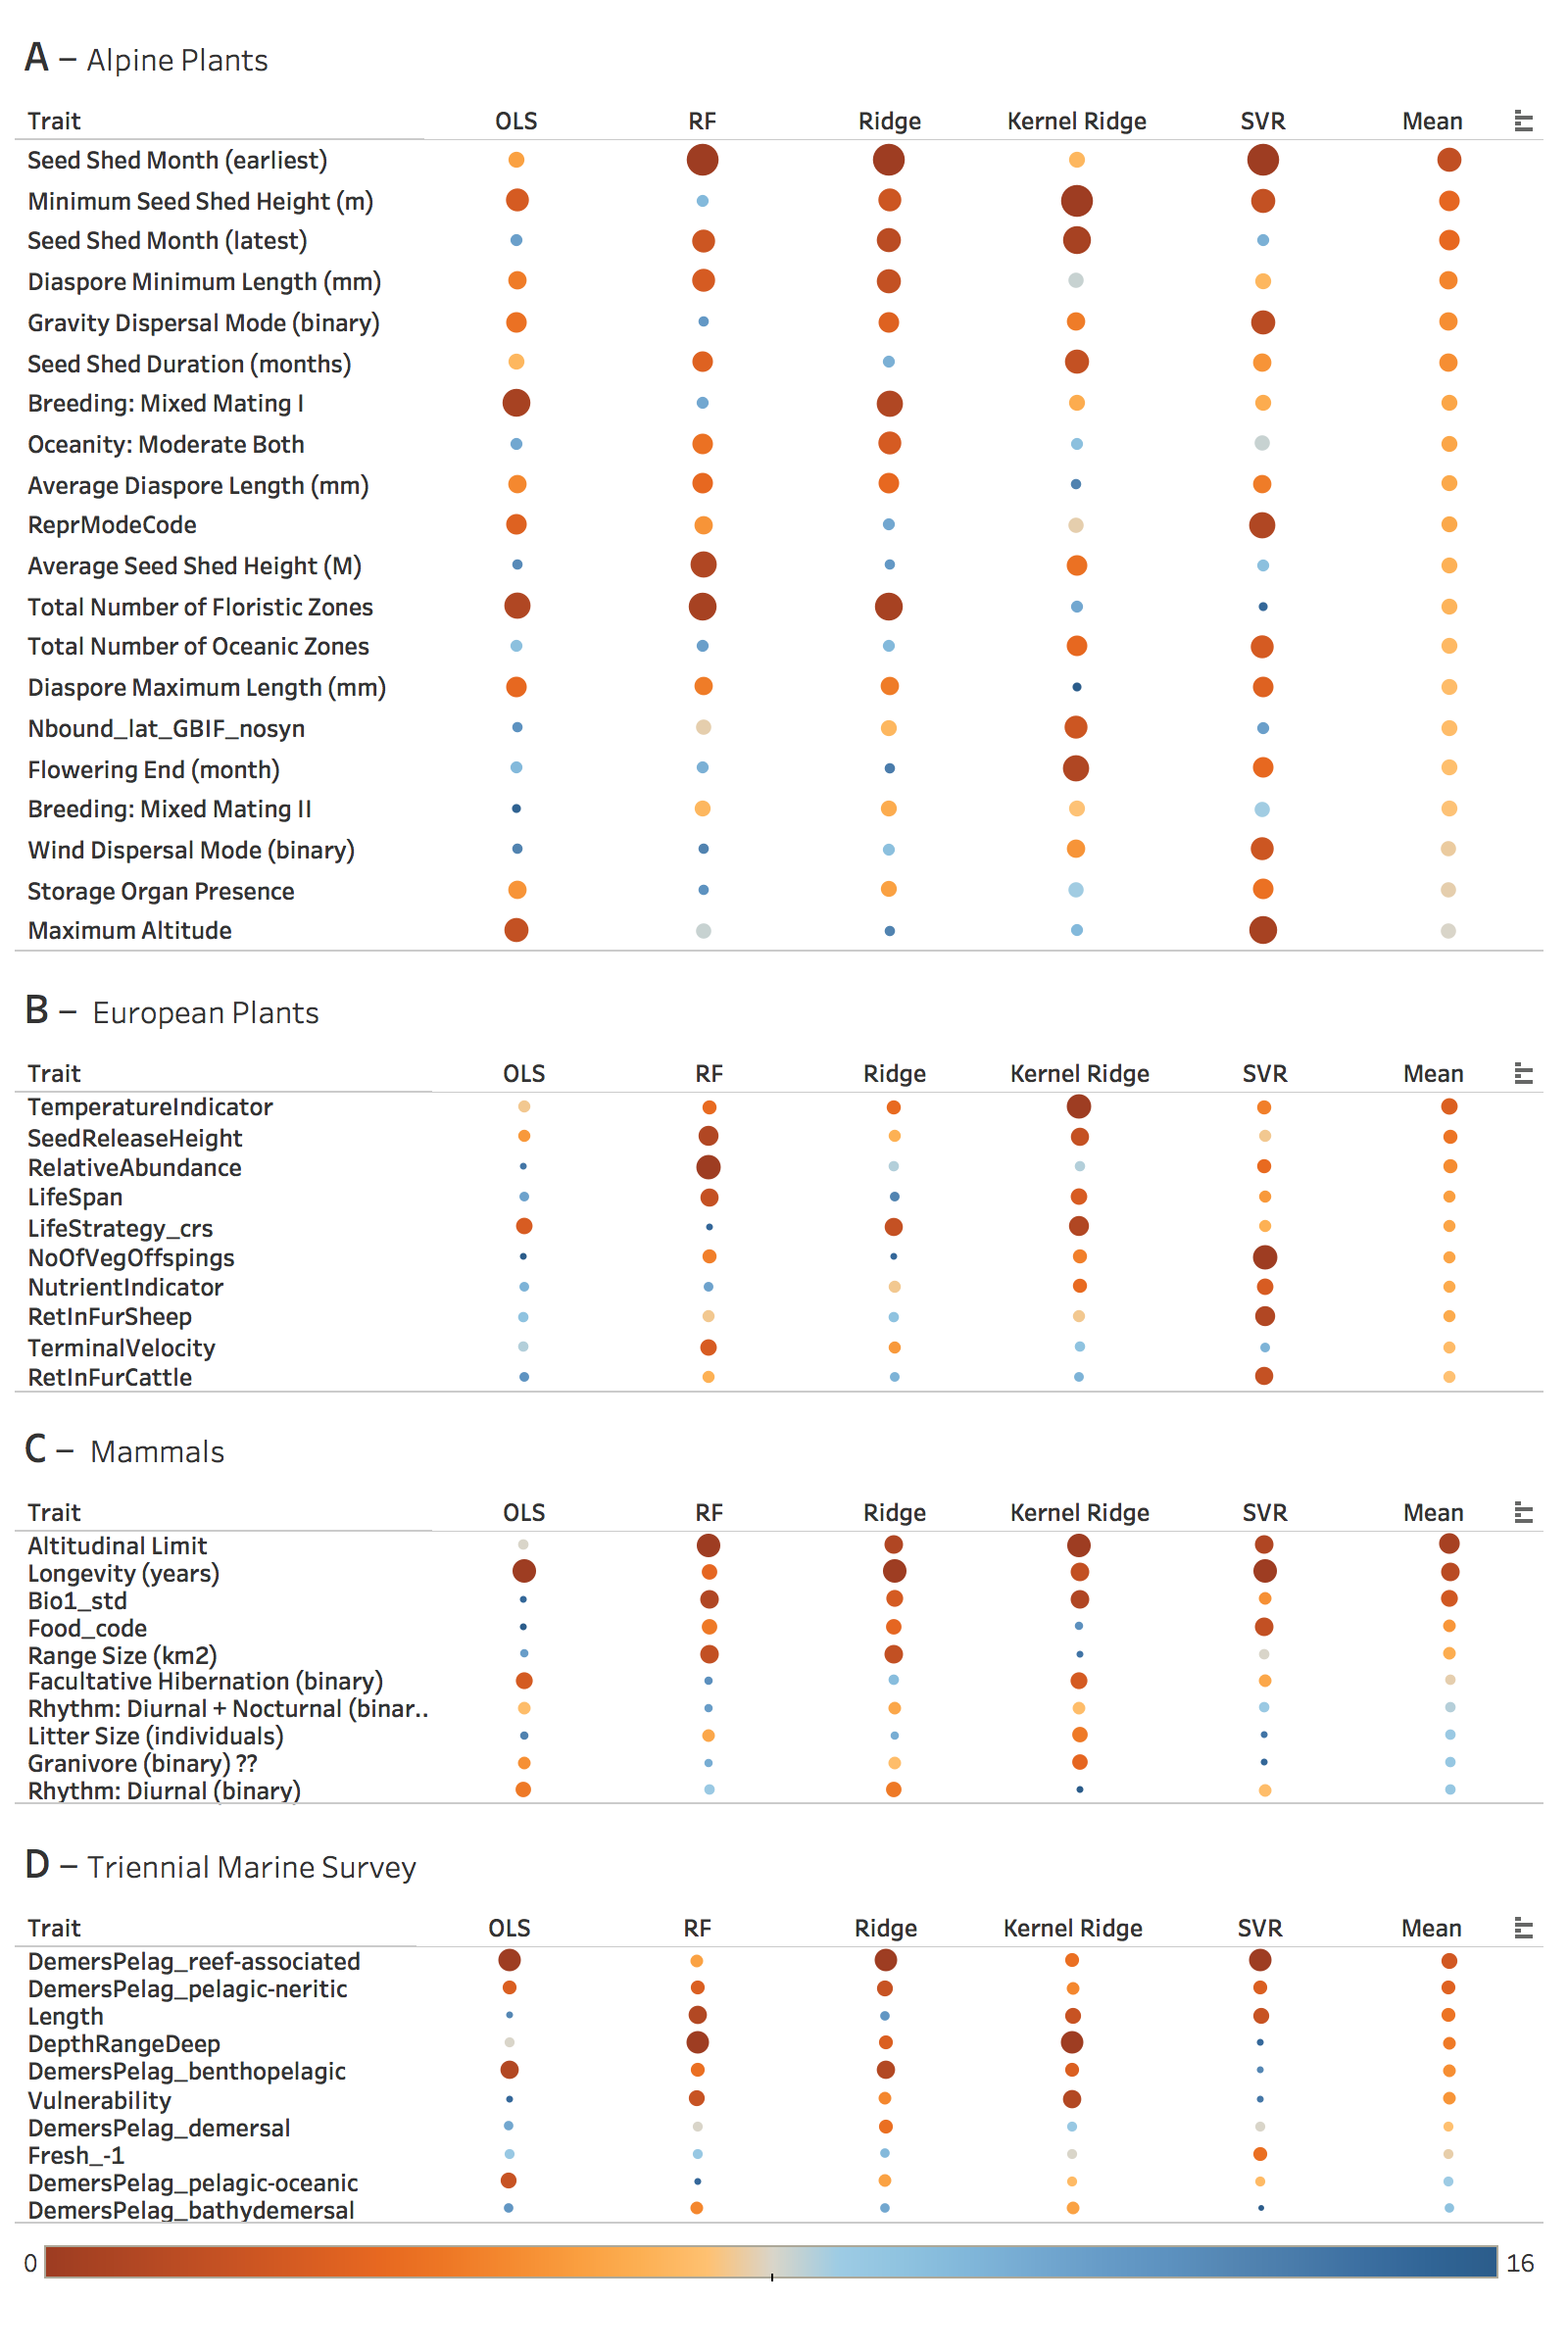 A – Alpine Plants
Trait OLS RF Ridge Kernel Ridge SVR Mean
Seed Shed Month (earliest)
Minimum Seed Shed Height (m)
Seed Shed Month (latest)
Diaspore Minimum Length (mm)
Gravity Dispersal Mode (binary)
Seed Shed Duration (months)
Breeding: Mixed Mating I
Oceanity: Moderate Both
Average Diaspore Length (mm)
ReprModeCode
Average Seed Shed Height (M)
Total Number of Floristic Zones
Total Number of Oceanic Zones
Diaspore Maximum Length (mm)
Nbound_lat_GBIF_nosyn
Flowering End (month)
Breeding: Mixed Mating II
Wind Dispersal Mode (binary)
Storage Organ Presence
Maximum Altitude
B – European Plants
Trait OLS RF Ridge Kernel Ridge SVR Mean
TemperatureIndicator
SeedReleaseHeight
RelativeAbundance
LifeSpan
LifeStrategy_crs
NoOfVegOffspings
NutrientIndicator
RetInFurSheep
TerminalVelocity
RetInFurCattle
C – Mammals
Trait OLS RF Ridge Kernel Ridge SVR Mean
Altitudinal Limit
Longevity (years)
Bio1_std
Food_code
Range Size (km2)
Facultative Hibernation (binary)
Rhythm: Diurnal + Nocturnal (binar..
Litter Size (individuals)
Granivore (binary) ??
Rhythm: Diurnal (binary)
D – Triennial Marine Survey
Trait OLS RF Ridge Kernel Ridge SVR Mean
DemersPelag_reef-associated
DemersPelag_pelagic-neritic
Length
DepthRangeDeep
DemersPelag_benthopelagic
Vulnerability
DemersPelag_demersal
Fresh_-1
DemersPelag_pelagic-oceanic
DemersPelag_bathydemersal
0 16